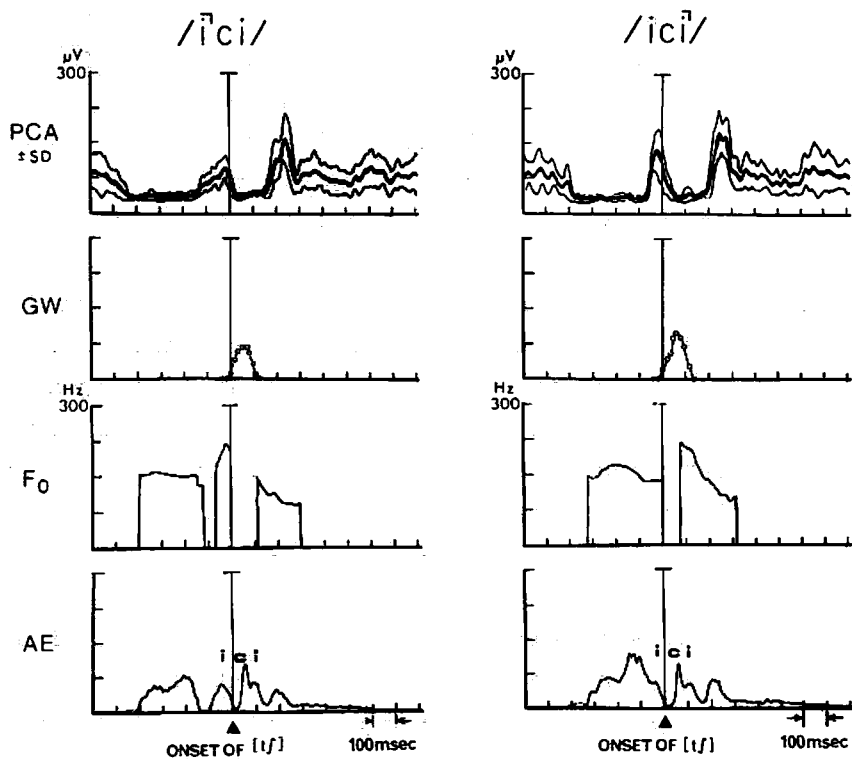 /i˥ci/
/ici˥/
μV
300
μV
300
PCA
±SD
GW
Hz
300
Hz
300
F₀
AE
i c i
i c i
ONSET OF [tʃ]
100msec
ONSET OF [tʃ]
100msec